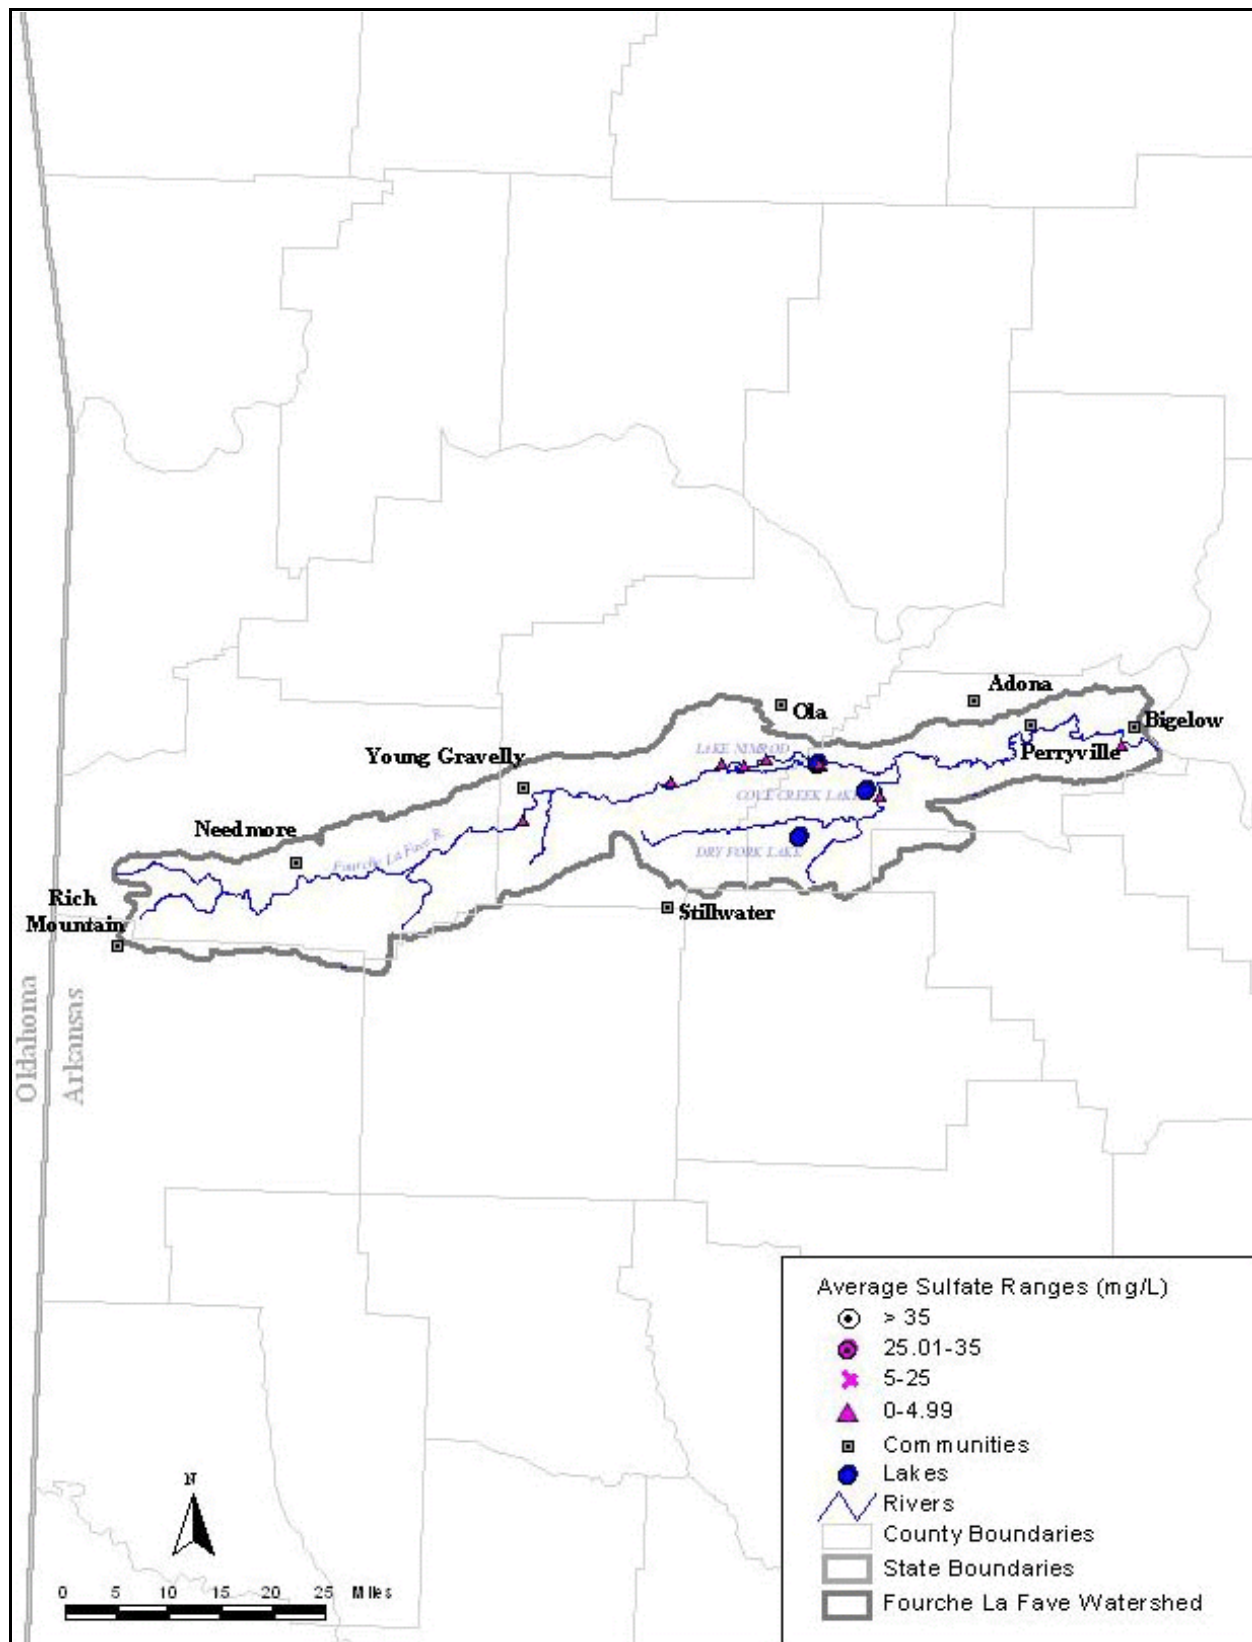 Adona
Ola
Bigelow
LAKE NIMROD
Perryville
Young Gravelly
COVE CREEK LAKE
Needmore
Fourche La Fave R.
DRY FORK LAKE
Rich
Mountain
Stillwater
Oklahoma
Arkansas
Average Sulfate Ranges (mg/L)
> 35
25.01-35
5-25
0-4.99
Communities
Lakes
Rivers
County Boundaries
State Boundaries
Fourche La Fave Watershed
N
0 5 10 15 20 25 Miles